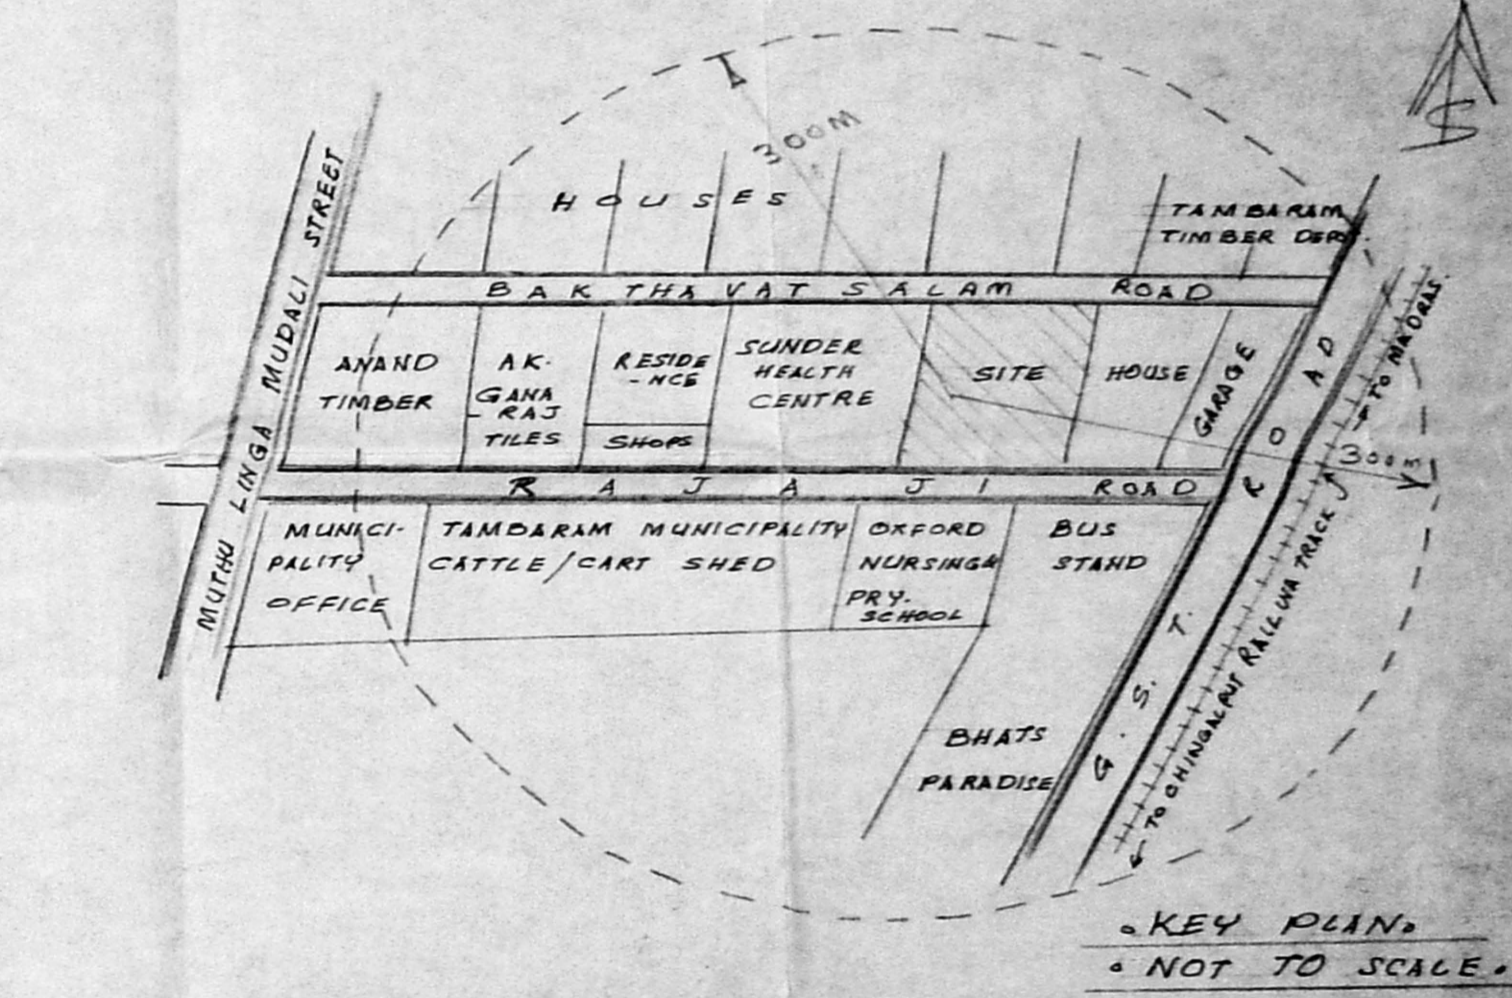 300M
HOUSES
TAMBARAM
TIMBER DEPOT.
MUTHU LINGA MUDALI STREET
BAKTHAVATSALAM ROAD
ANAND
TIMBER
AK.
GANA
-RAJ
TILES
RESIDE
-NCE
SHOPS
SUNDER
HEALTH
CENTRE
SITE
HOUSE
GARAGE
TO MADRAS.
300M
RAJAJI ROAD
G.S.T. ROAD
MUNICI-
PALITY
OFFICE
TAMBARAM MUNICIPALITY
CATTLE/CART SHED
OXFORD
NURSING&
PRY.
SCHOOL
BUS
STAND
BHATS
PARADISE
TO CHINGALPUT RAILWA TRACK
KEY PLAN.
NOT TO SCALE.